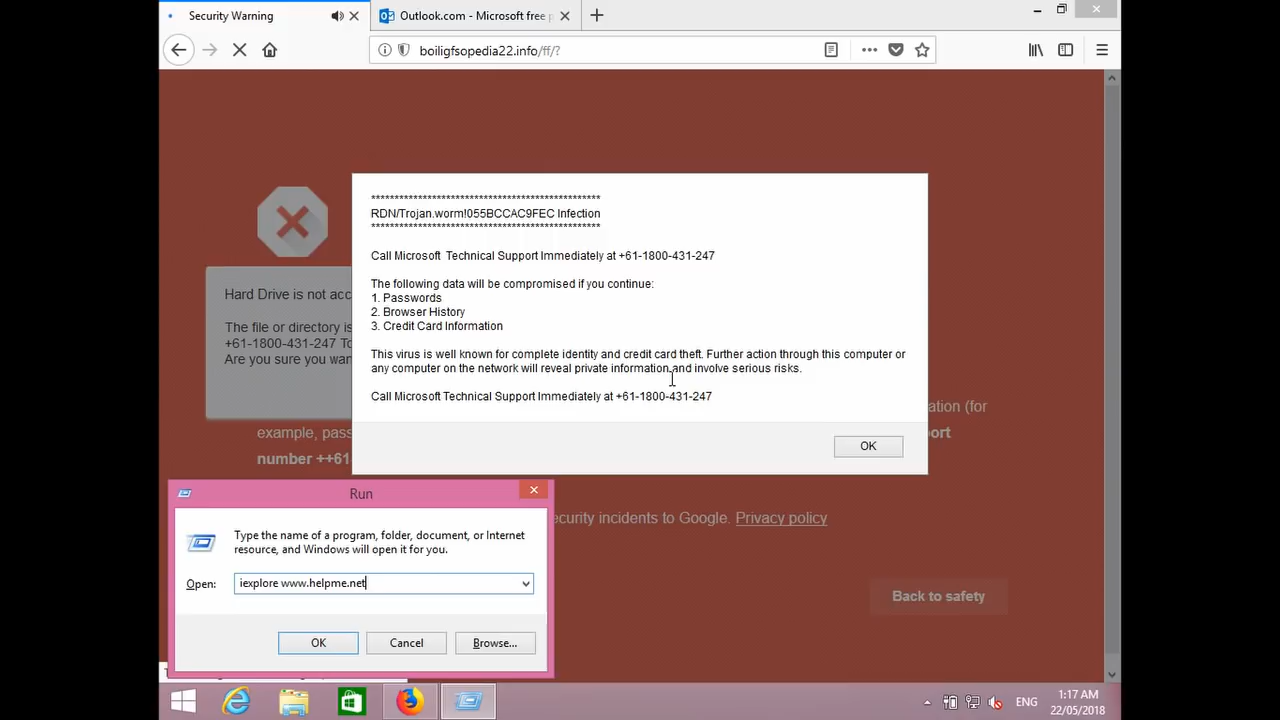 Security Warning
Outlook.com - Microsoft free p
boiligfsopedia22.info/ff/?
************************************************
RDN/Trojan.worm!055BCCAC9FEC Infection
************************************************
Call Microsoft Technical Support Immediately at +61-1800-431-247
The following data will be compromised if you continue:
1. Passwords
2. Browser History
3. Credit Card Information
This virus is well known for complete identity and credit card theft. Further action through this computer or
any computer on the network will reveal private information and involve serious risks.
Call Microsoft Technical Support Immediately at +61-1800-431-247
OK
Hard Drive is not acc
The file or directory is
+61-1800-431-247 To
Are you sure you wan
ation (for
example, pass
port
number ++61-
ecurity incidents to Google. Privacy policy
Back to safety
Run
Type the name of a program, folder, document, or Internet
resource, and Windows will open it for you.
Open: iexplore www.helpme.net
OK Cancel Browse...
ENG
1:17 AM
22/05/2018